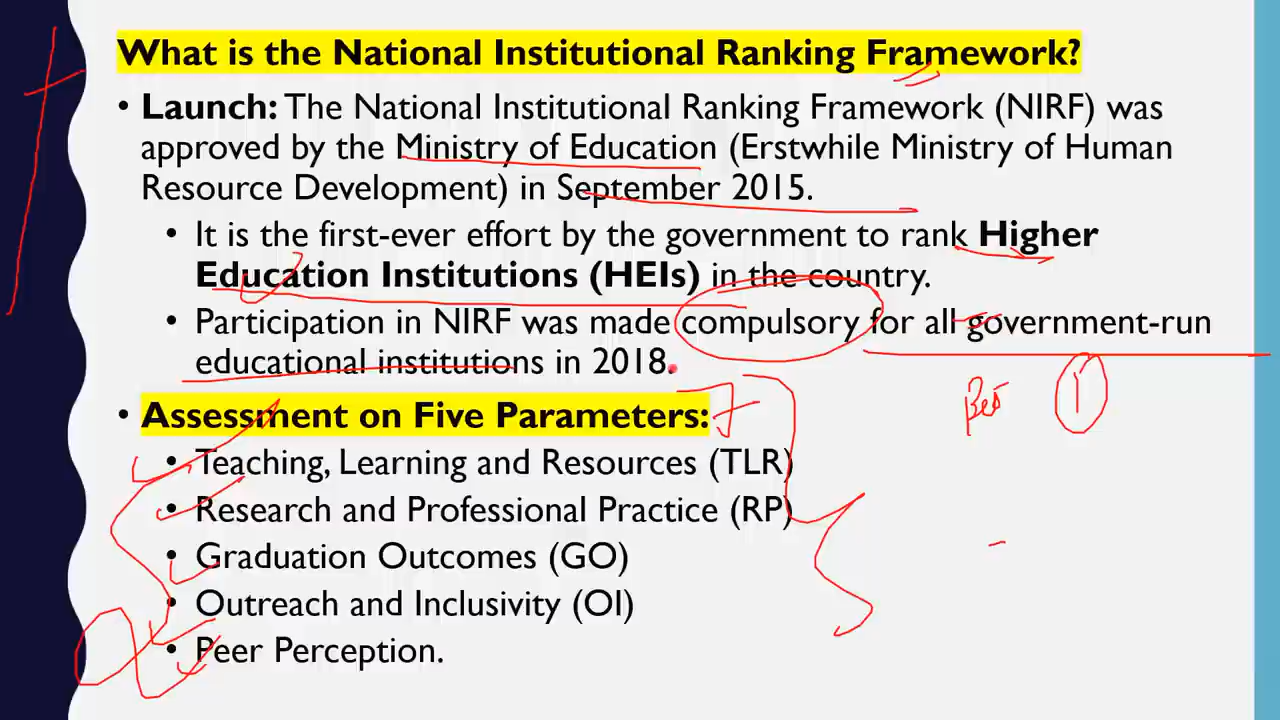 What is the National Institutional Ranking Framework?
• Launch: The National Institutional Ranking Framework (NIRF) was
approved by the Ministry of Education (Erstwhile Ministry of Human
Resource Development) in September 2015.
• It is the first-ever effort by the government to rank Higher
Education Institutions (HEIs) in the country.
• Participation in NIRF was made compulsory for all government-run
educational institutions in 2018.
• Assessment on Five Parameters:
• Teaching, Learning and Resources (TLR)
• Research and Professional Practice (RP)
• Graduation Outcomes (GO)
• Outreach and Inclusivity (OI)
• Peer Perception.